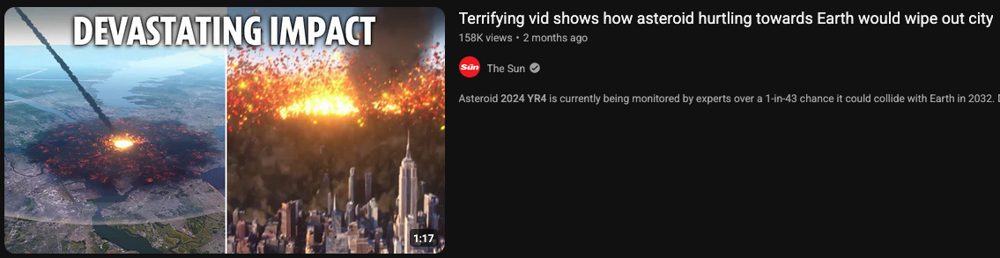 DEVASTATING IMPACT
1:17
Terrifying vid shows how asteroid hurtling towards Earth would wipe out city
158K views • 2 months ago
Sun
The Sun
Asteroid 2024 YR4 is currently being monitored by experts over a 1-in-43 chance it could collide with Earth in 2032.